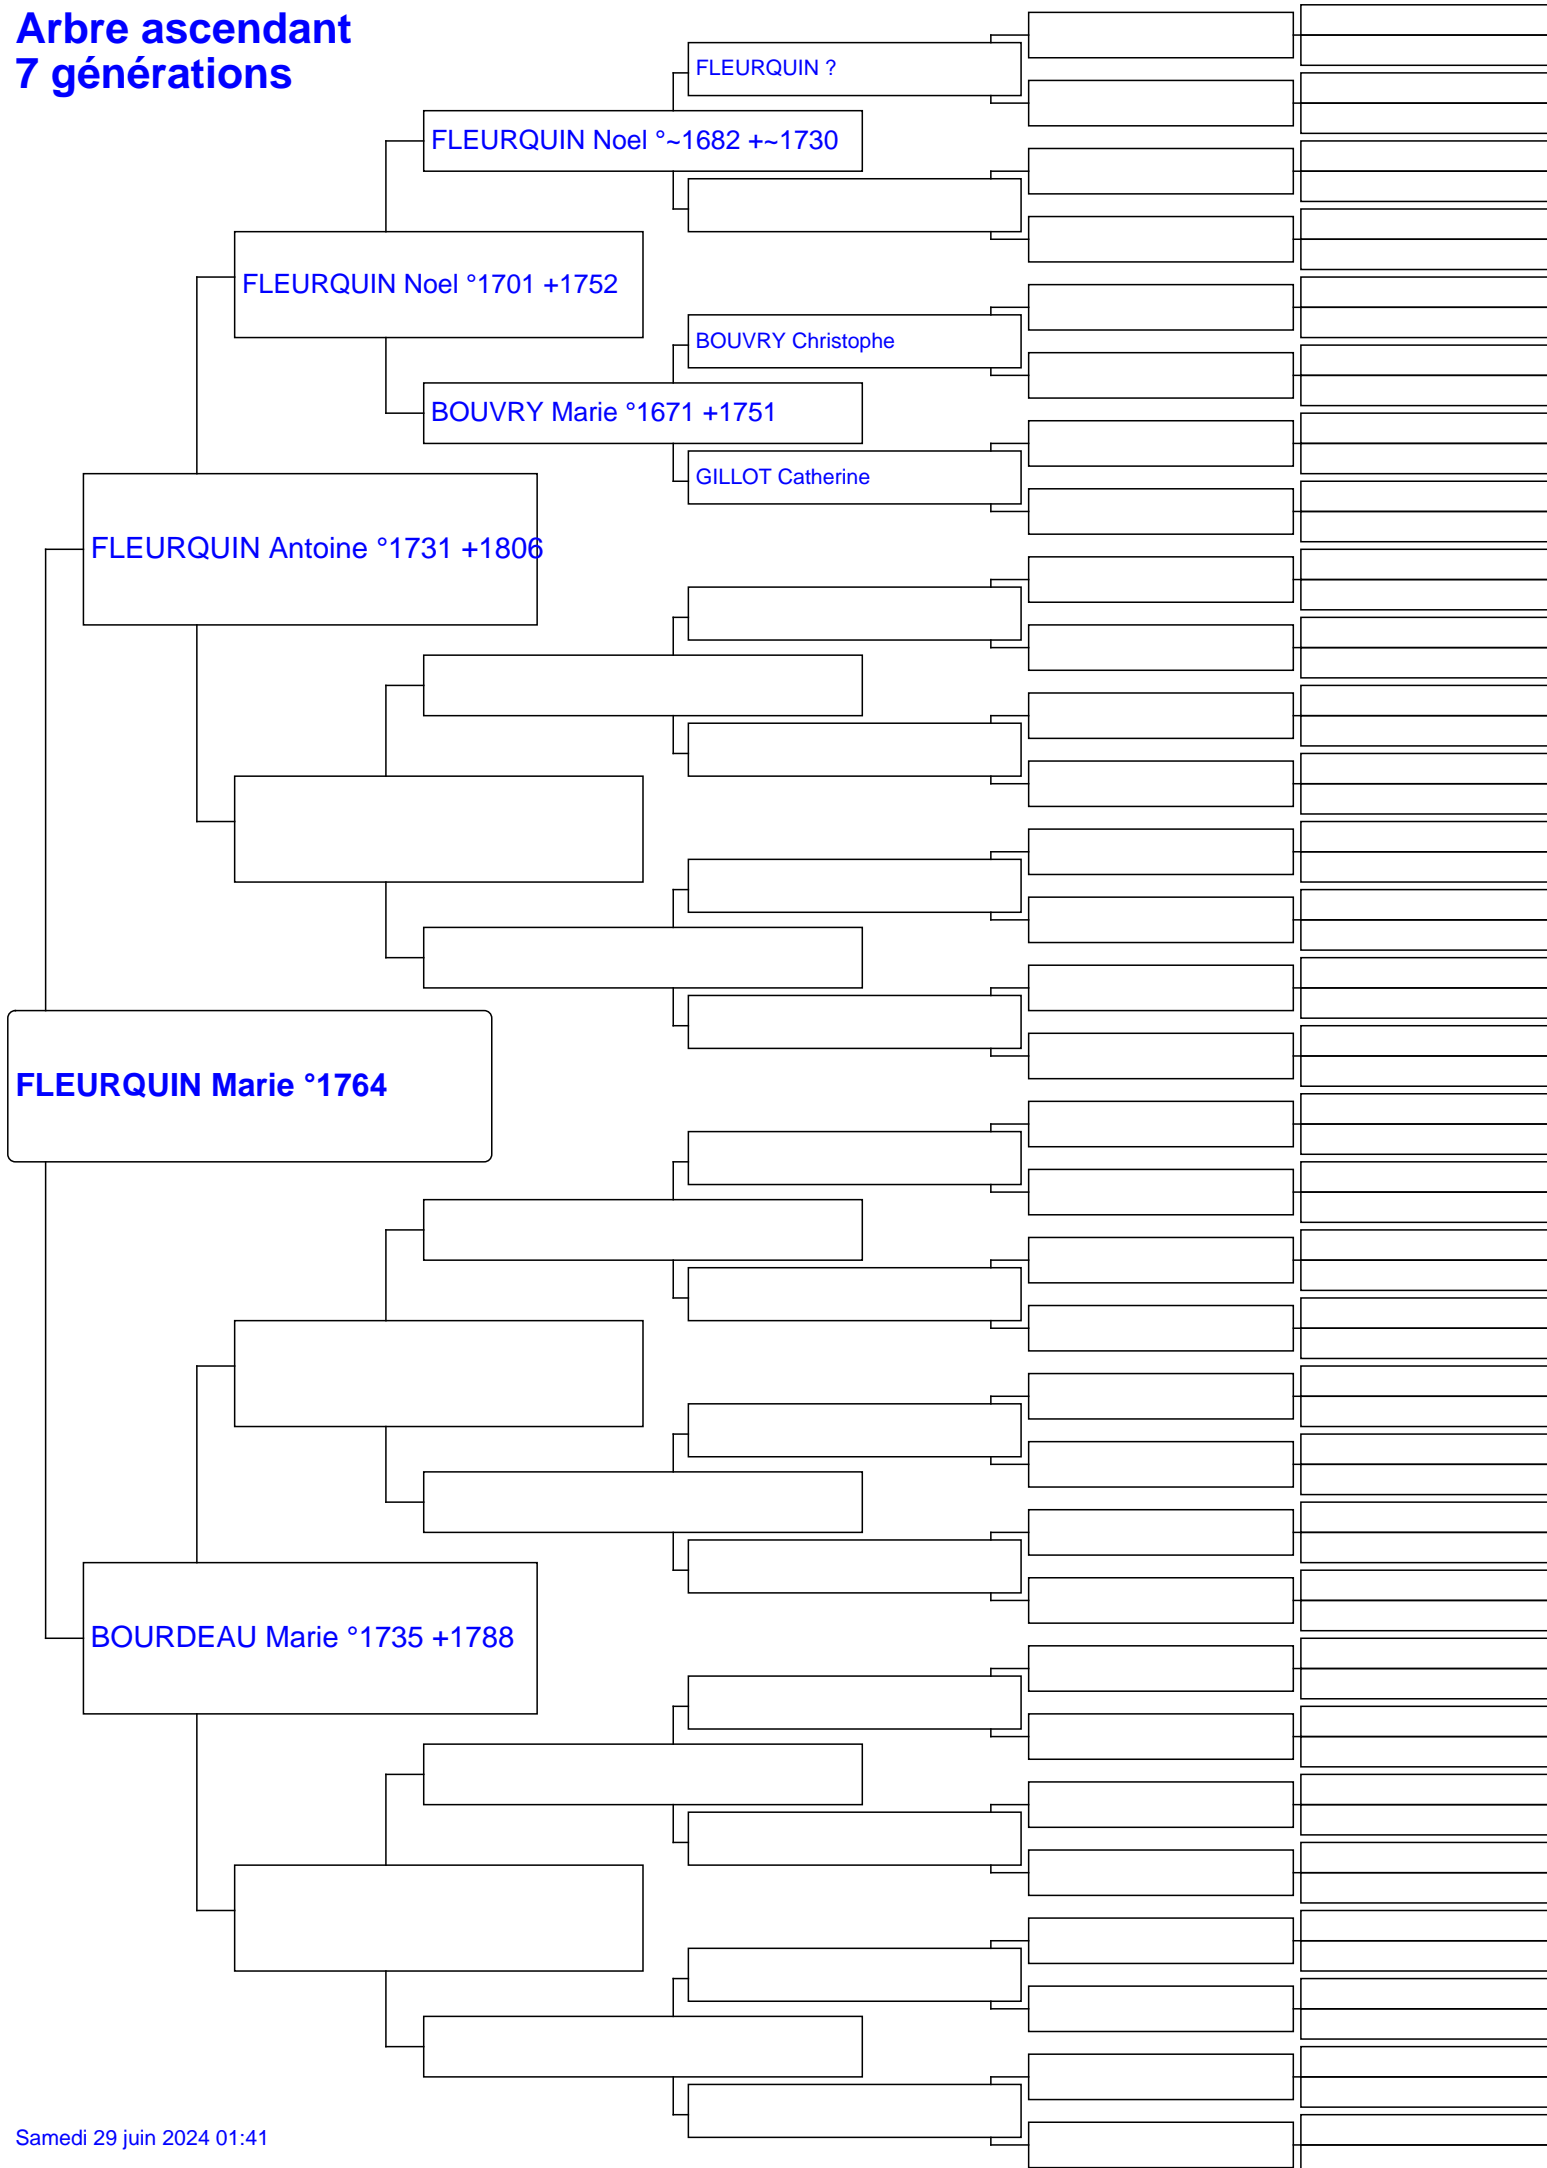 Arbre ascendant
7 générations
FLEURQUIN ?
FLEURQUIN Noel °~1682 +~1730
FLEURQUIN Noel °1701 +1752
BOUVRY Christophe
BOUVRY Marie °1671 +1751
GILLOT Catherine
FLEURQUIN Antoine °1731 +1806
FLEURQUIN Marie °1764
BOURDEAU Marie °1735 +1788
Samedi 29 juin 2024 01:41